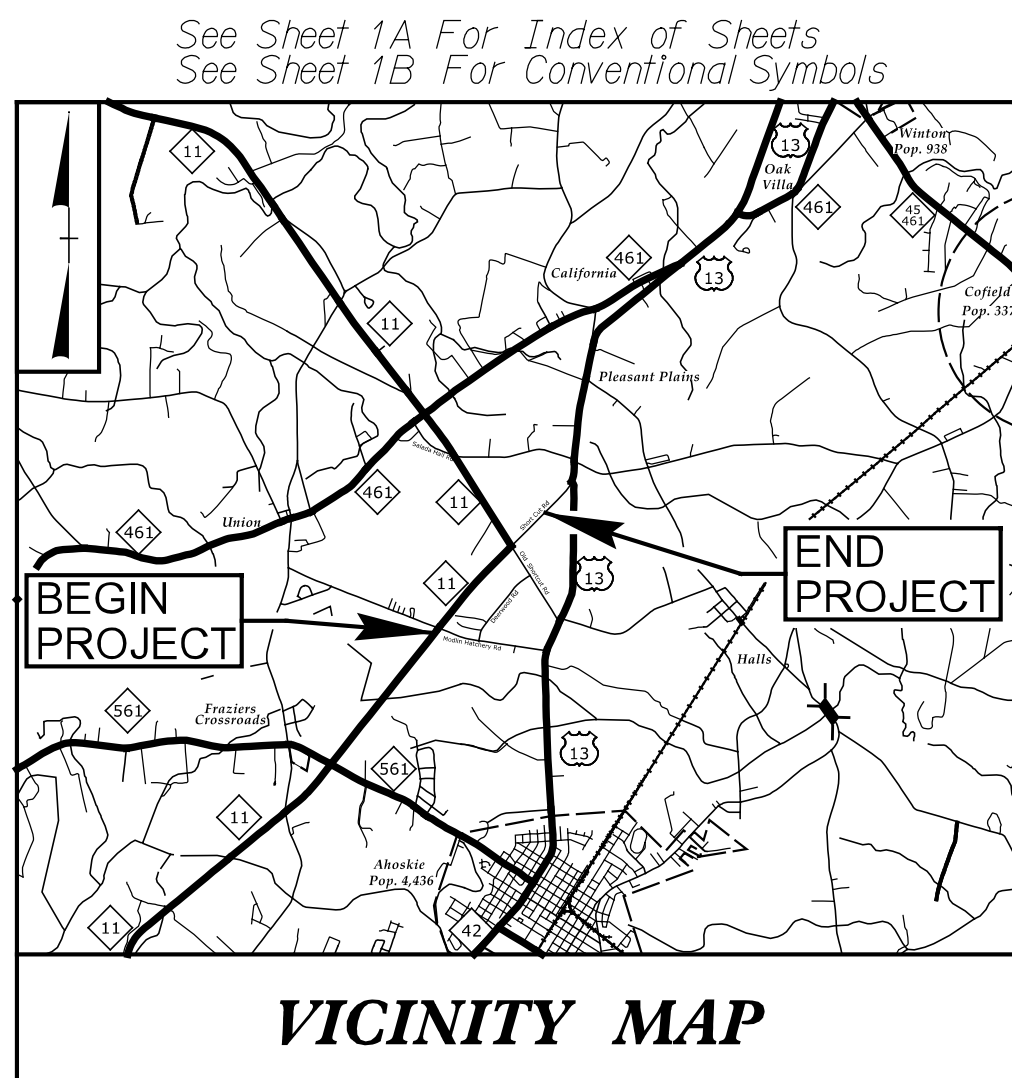 See Sheet 1A For Index of Sheets
See Sheet 1B For Conventional Symbols
11
13
Winton
Pop. 938
Oak
Villa
461
45
461
461
California
13
Cofield
Pop. 337
11
Pleasant Plains
Salada Hall Rd
461
11
Short Cut Rd
Union
461
END
PROJECT
Old Shortcut Rd
13
11
BEGIN
PROJECT
Deerwood Rd
Modlin Hatchery Rd
Halls
561
Fraziers
Crossroads
13
561
11
Ahoskie
Pop. 4,436
11
42
VICINITY MAP